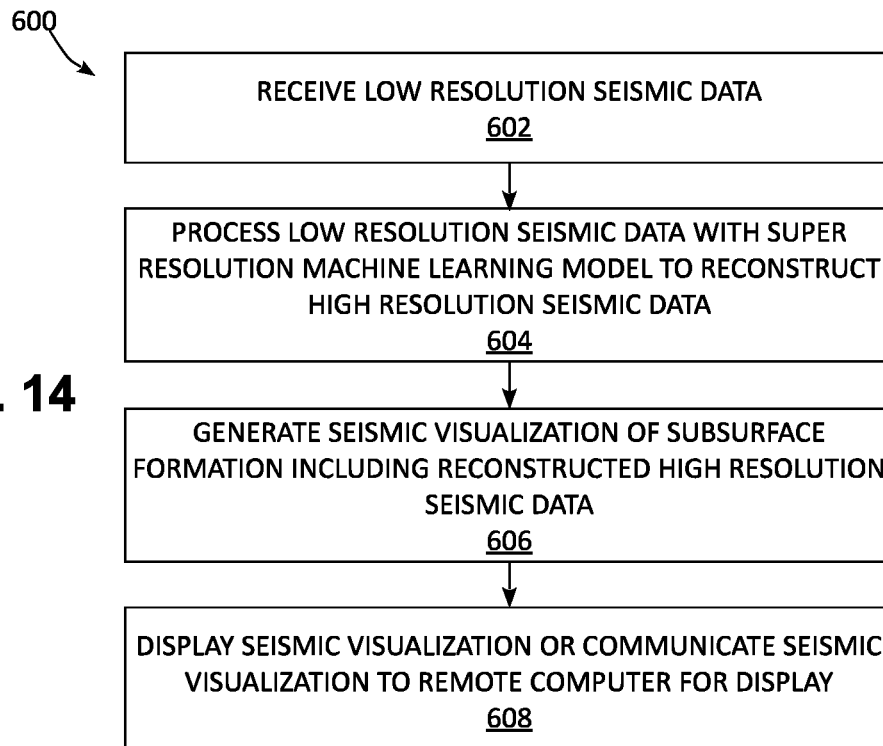 600
RECEIVE LOW RESOLUTION SEISMIC DATA
602
PROCESS LOW RESOLUTION SEISMIC DATA WITH SUPER
RESOLUTION MACHINE LEARNING MODEL TO RECONSTRUCT
HIGH RESOLUTION SEISMIC DATA
604
. 14
GENERATE SEISMIC VISUALIZATION OF SUBSURFACE
FORMATION INCLUDING RECONSTRUCTED HIGH RESOLUTION
SEISMIC DATA
606
DISPLAY SEISMIC VISUALIZATION OR COMMUNICATE SEISMIC
VISUALIZATION TO REMOTE COMPUTER FOR DISPLAY
608